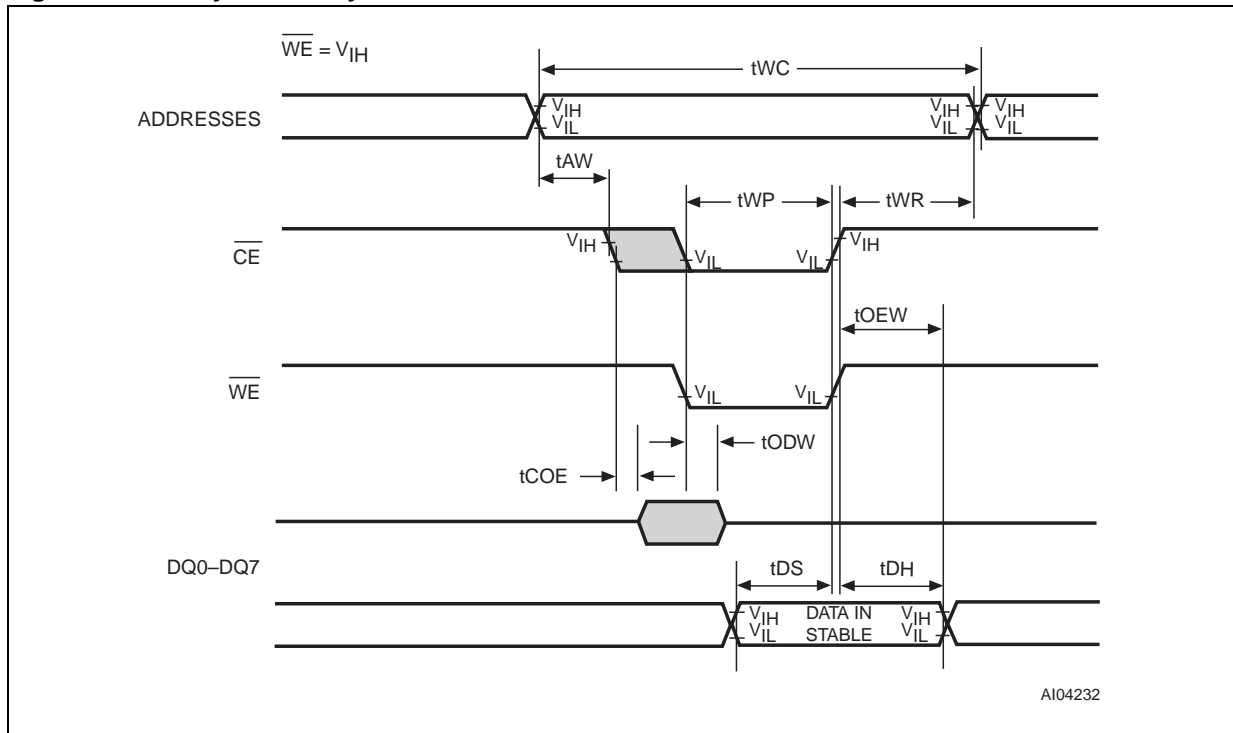 WE = VIH
tWC
ADDRESSES
VIH
VIL
VIH
VIL
VIH
VIL
tAW
tWP
tWR
CE
VIH
VIL
VIL
VIH
tOEW
WE
VIL
VIL
tODW
tCOE
DQ0–DQ7
tDS
tDH
VIH
VIL
DATA IN
STABLE
VIH
VIL
AI04232